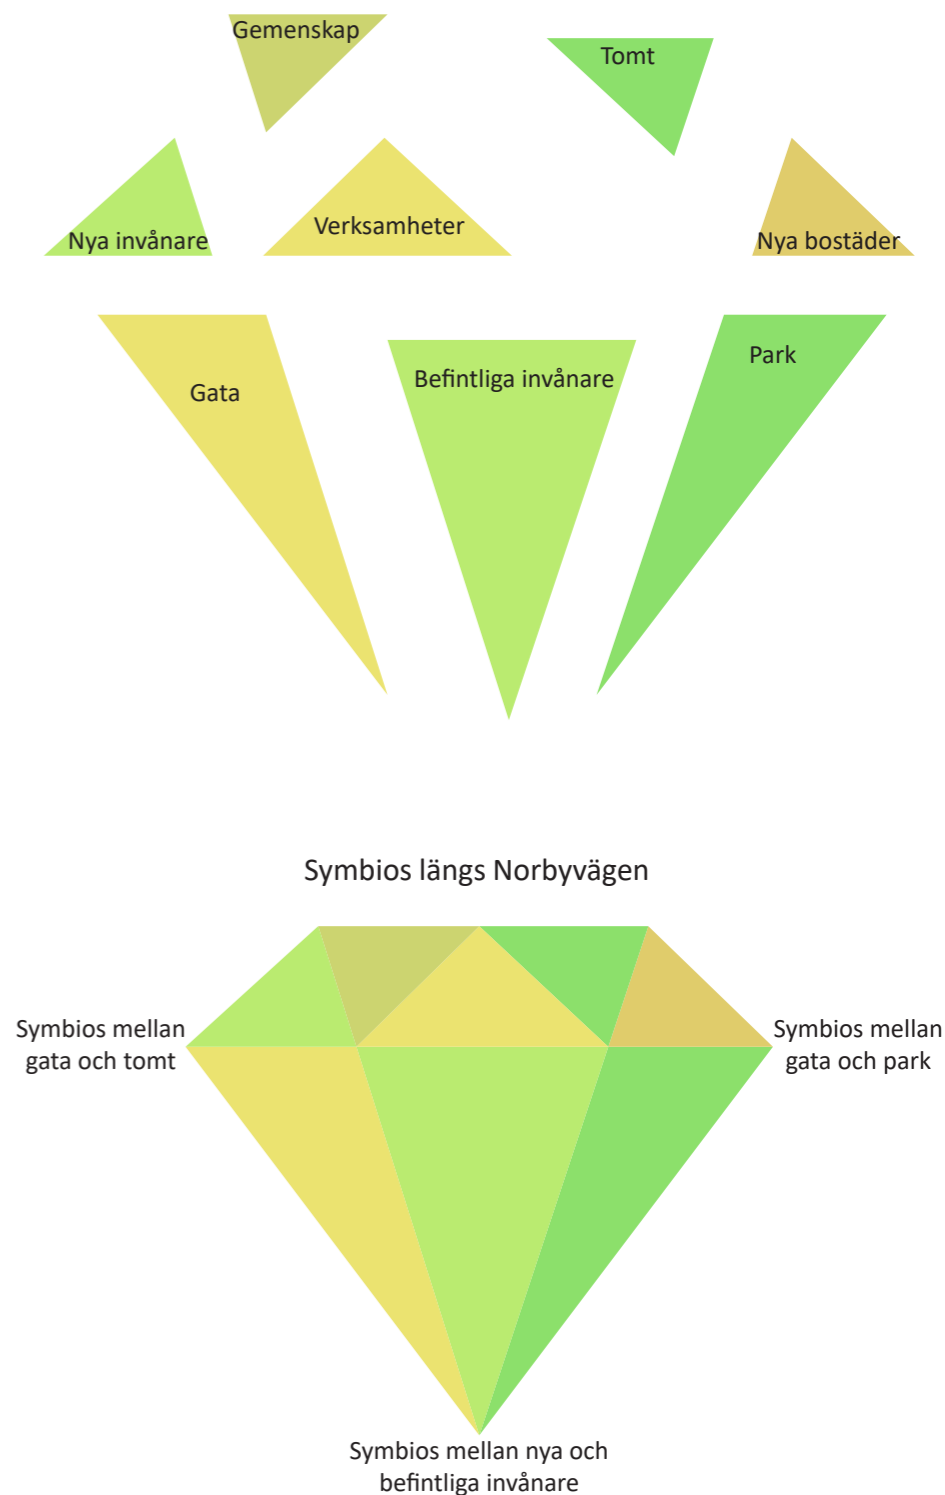 Gemenskap
Tomt
Nya invånare
Verksamheter
Nya bostäder
Gata
Befintliga invånare
Park
Symbios längs Norbyvägen
Symbios mellan
gata och tomt
Symbios mellan
gata och park
Symbios mellan nya och
befintliga invånare